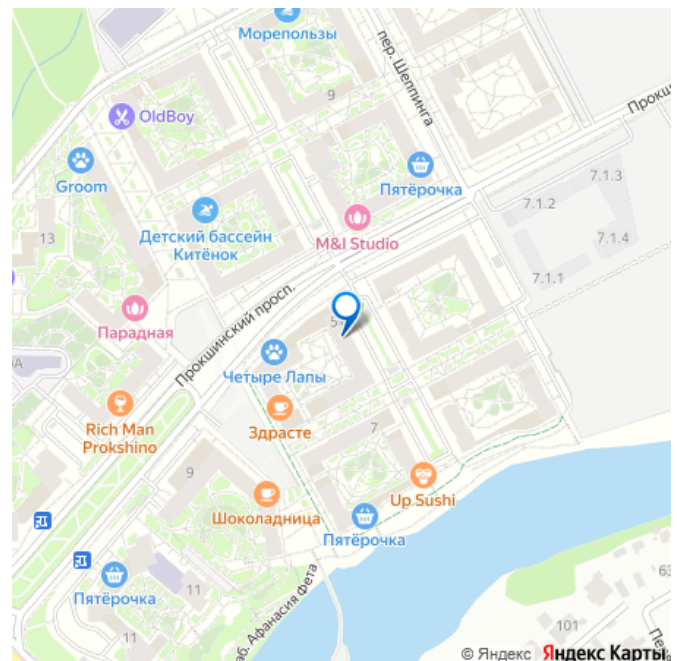 Морепользы
пер. Шеппинга
9
OldBoy
Прокш
Groom
Пятёрочка
7.1.3
7.1.2
Детский бассейн
Китёнок
M&I Studio
13
7.1.4
7.1.1
Прокшинский просп.
Парадная
5
Четыре Лапы
Rich Man
Prokshino
Здрасте
7
9
Up Sushi
Шоколадница
Пятёрочка
Пятёрочка
11
11
аб. Афанасия Фета
101
63
Пе
© Яндекс Яндекс Карты